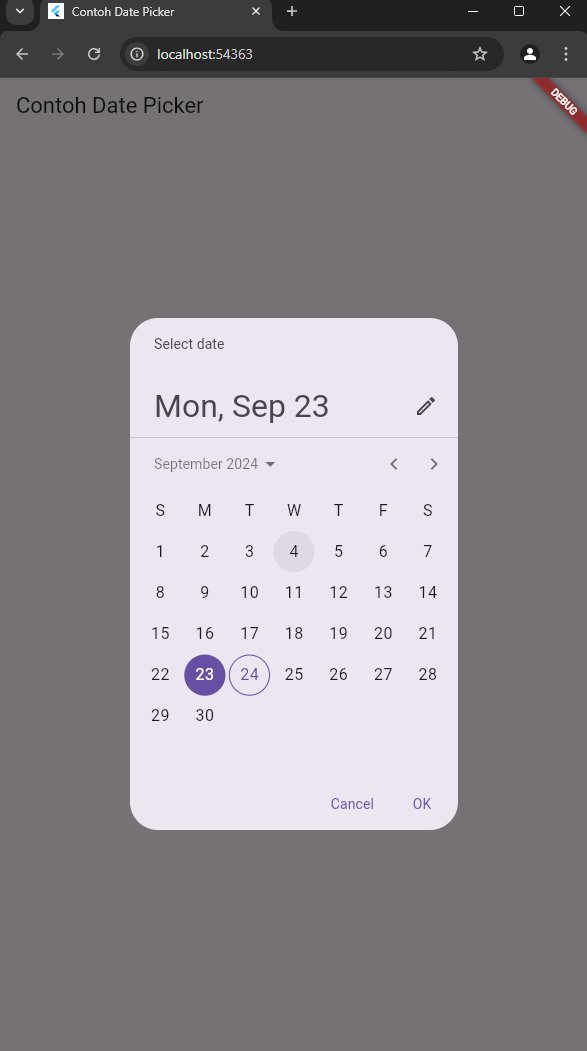 Contoh Date Picker
localhost:54363
Contoh Date Picker
DEBUG
Select date
Mon, Sep 23
September 2024
S M T W T F S
1 2 3 4 5 6 7
8 9 10 11 12 13 14
15 16 17 18 19 20 21
22 23 24 25 26 27 28
29 30
Cancel OK